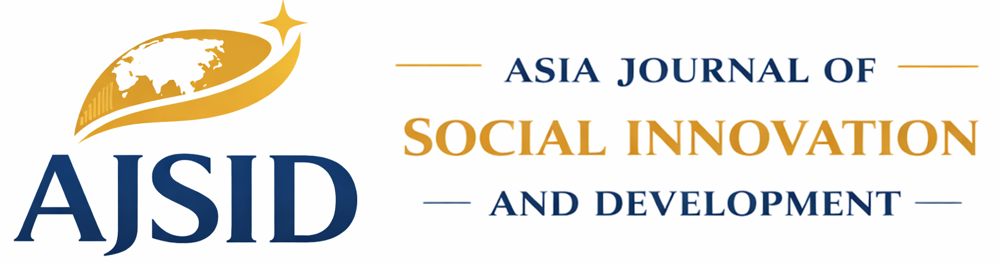 AJSID
ASIA JOURNAL OF
SOCIAL INNOVATION
AND DEVELOPMENT